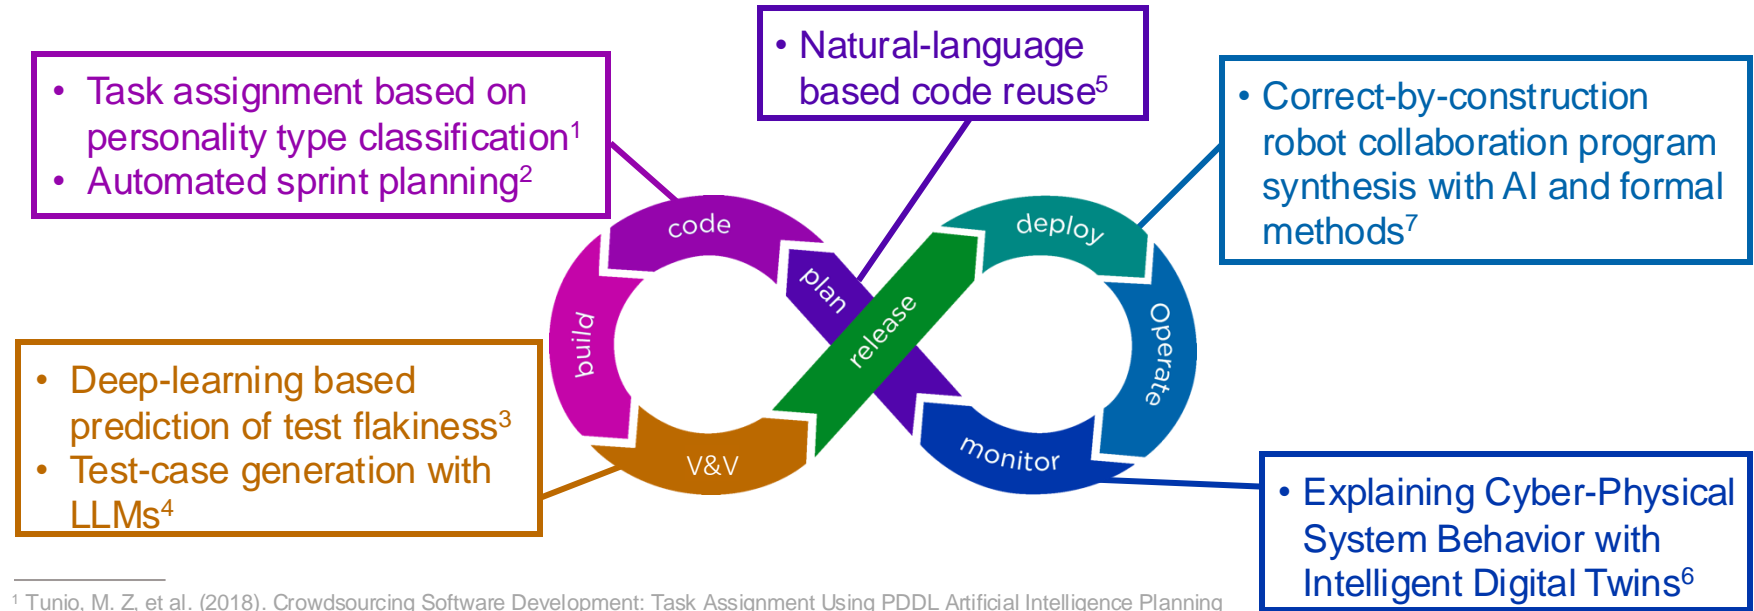 • Task assignment based on
personality type classification¹
• Automated sprint planning²
• Natural-language
based code reuse⁵
• Correct-by-construction
robot collaboration program
synthesis with AI and formal
methods⁷
code
plan
release
deploy
Operate
monitor
V&V
build
• Deep-learning based
prediction of test flakiness³
• Test-case generation with
LLMs⁴
• Explaining Cyber-Physical
System Behavior with
Intelligent Digital Twins⁶
¹ Tunio, M. Z, et al. (2018). Crowdsourcing Software Development: Task Assignment Using PDDL Artificial Intelligence Planning